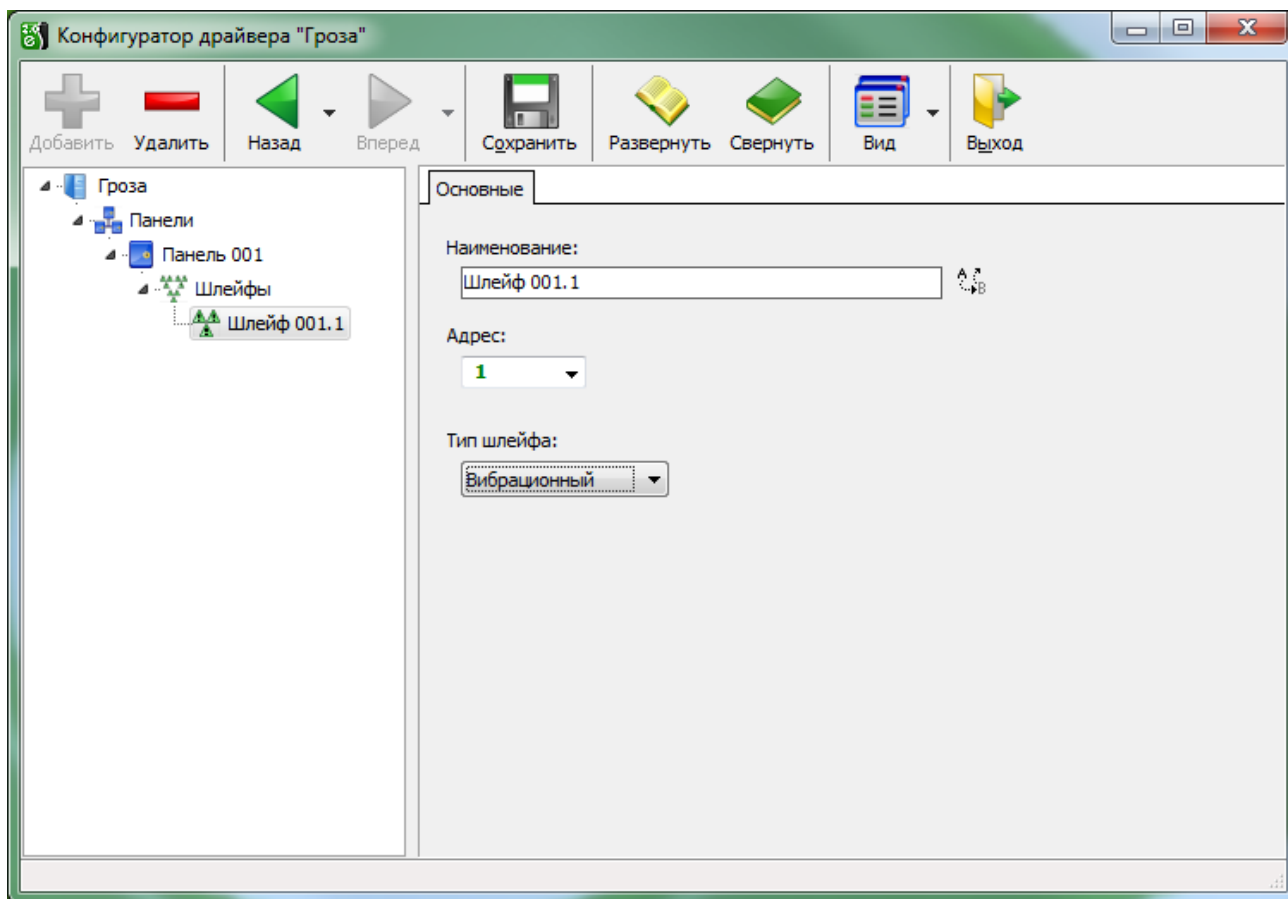 Конфигуратор драйвера "Гроза"
Добавить Удалить Назад Вперед Сохранить Развернуть Свернуть Вид Выход
Гроза
Панели
Панель 001
Шлейфы
Шлейф 001.1
Основные
Наименование:
Шлейф 001.1
Адрес:
1
Тип шлейфа:
Вибрационный